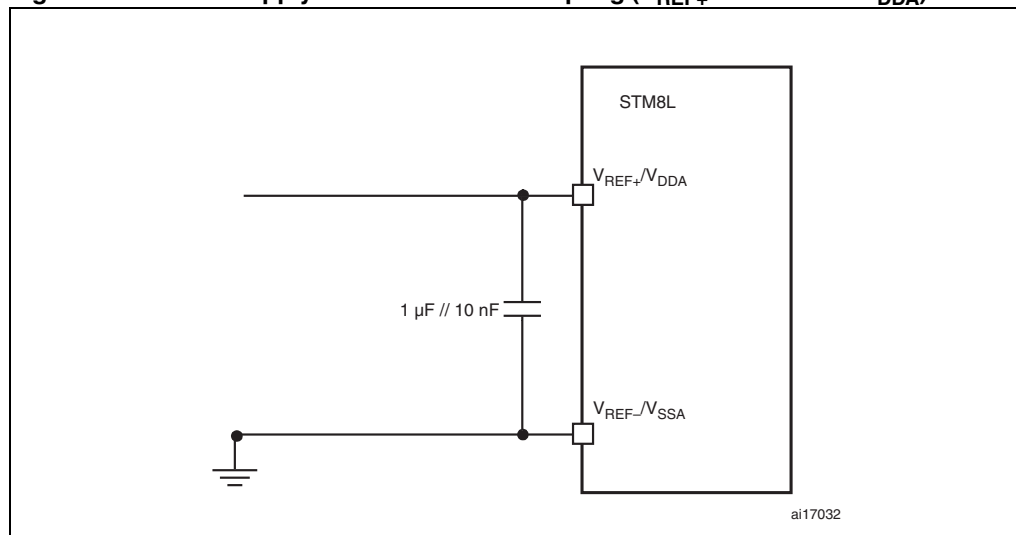 STM8L
VREF+/VDDA
1 µF // 10 nF
VREF–/VSSA
ai17032